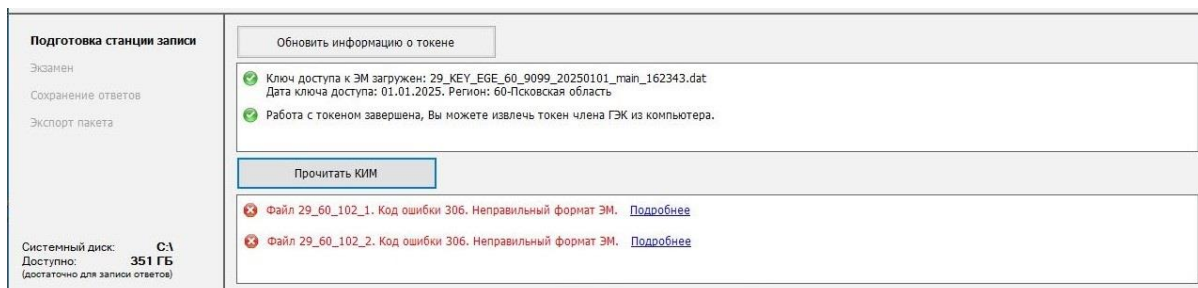 Подготовка станции записи
Экзамен
Сохранение ответов
Экспорт пакета
Системный диск: C:\
Доступно: 351 ГБ
(достаточно для записи ответов)
Обновить информацию о токене
Ключ доступа к ЭМ загружен: 29_KEY_EGE_60_9099_20250101_main_162343.dat
Дата ключа доступа: 01.01.2025. Регион: 60-Псковская область
Работа с токеном завершена, Вы можете извлечь токен члена ГЭК из компьютера.
Прочитать КИМ
Файл 29_60_102_1. Код ошибки 306. Неправильный формат ЭМ. Подробнее
Файл 29_60_102_2. Код ошибки 306. Неправильный формат ЭМ. Подробнее